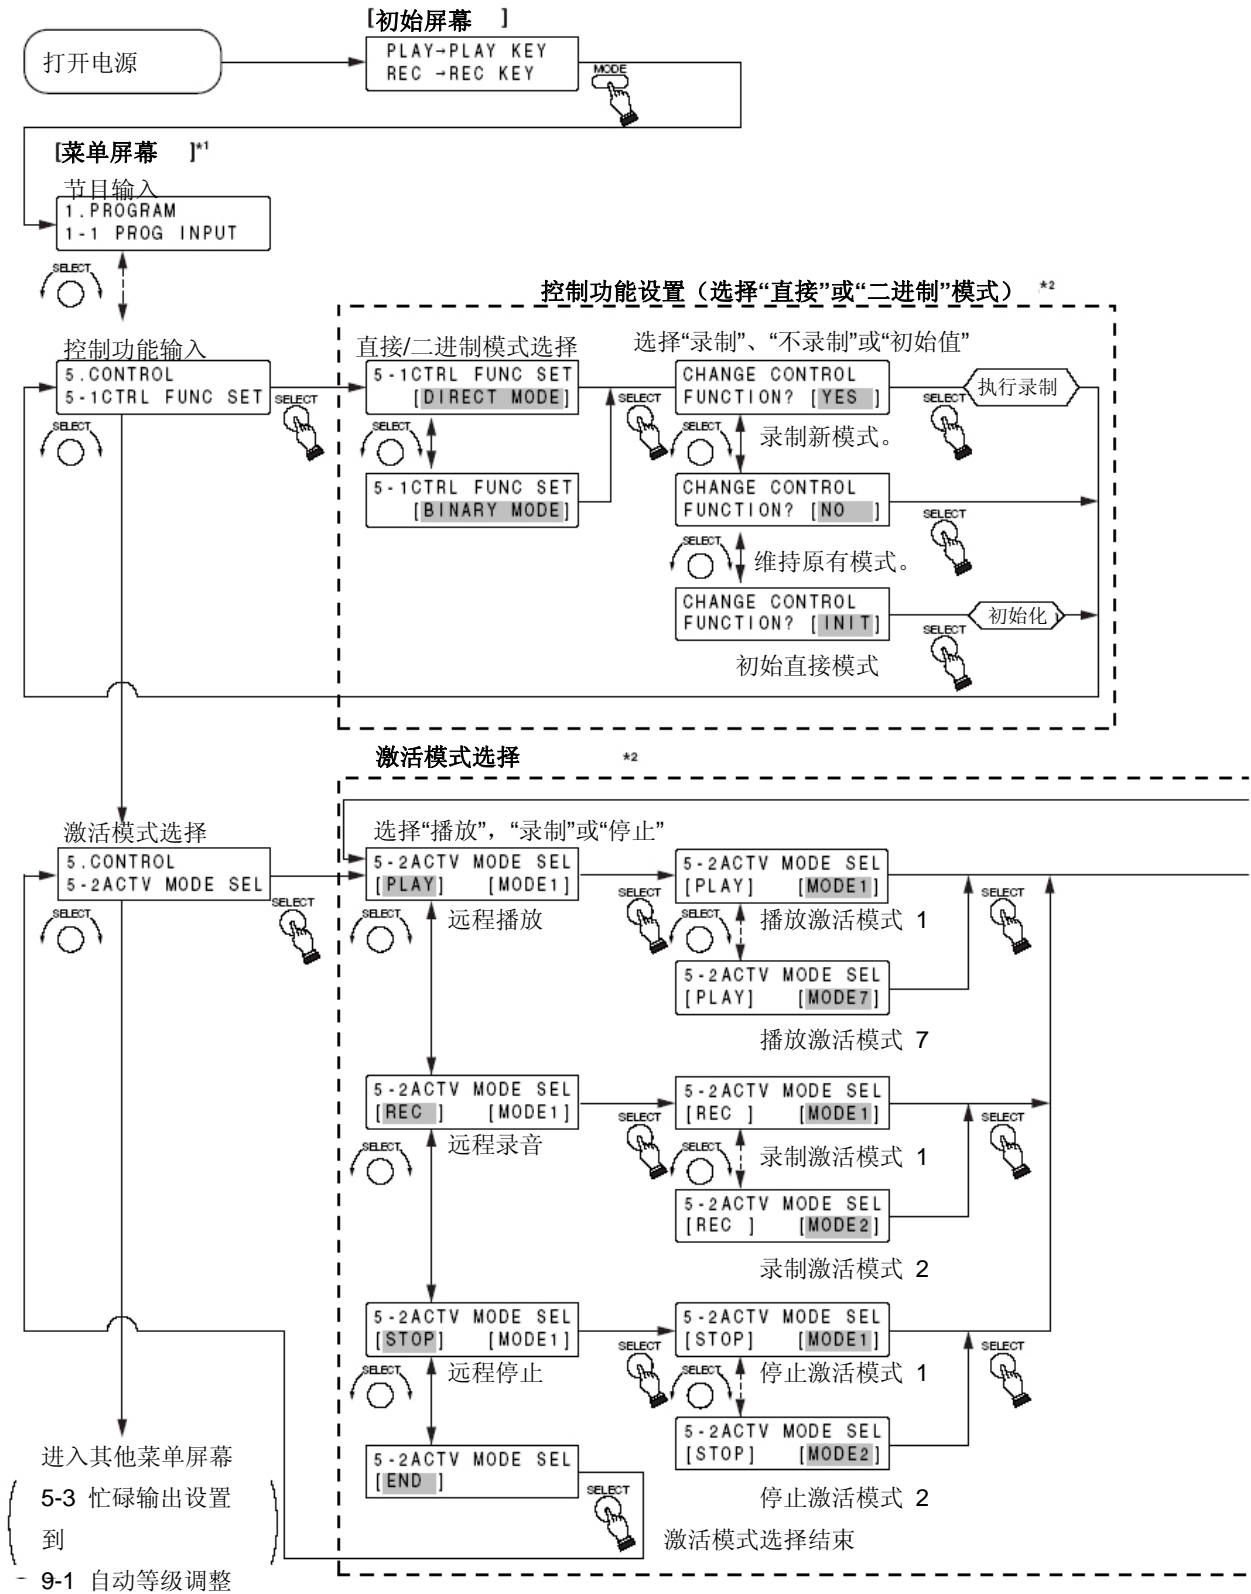 [初始屏幕 ]
打开电源
PLAY→PLAY KEY
REC →REC KEY
MODE
[菜单屏幕 ]*1
节目输入
1.PROGRAM
1-1 PROG INPUT
SELECT
控制功能设置（选择“直接”或“二进制”模式） *2
控制功能输入
5.CONTROL
5-1CTRL FUNC SET
SELECT
SELECT
直接/二进制模式选择
5-1CTRL FUNC SET
[DIRECT MODE]
SELECT
SELECT
5-1CTRL FUNC SET
[BINARY MODE]
选择“录制”、“不录制”或“初始值”
CHANGE CONTROL
FUNCTION? [YES ]
SELECT
SELECT
执行录制
录制新模式。
CHANGE CONTROL
FUNCTION? [NO ]
SELECT
SELECT
维持原有模式。
CHANGE CONTROL
FUNCTION? [INIT]
SELECT
初始化
初始直接模式
激活模式选择 *2
激活模式选择
5.CONTROL
5-2ACTV MODE SEL
SELECT
SELECT
选择“播放”，“录制”或“停止”
5-2ACTV MODE SEL
[PLAY] [MODE1]
SELECT
远程播放
SELECT
5-2ACTV MODE SEL
[PLAY] [MODE1]
SELECT
播放激活模式 1
SELECT
5-2ACTV MODE SEL
[PLAY] [MODE7]
播放激活模式 7
5-2ACTV MODE SEL
[REC ] [MODE1]
SELECT
远程录音
SELECT
5-2ACTV MODE SEL
[REC ] [MODE1]
SELECT
录制激活模式 1
SELECT
5-2ACTV MODE SEL
[REC ] [MODE2]
录制激活模式 2
5-2ACTV MODE SEL
[STOP] [MODE1]
SELECT
远程停止
SELECT
5-2ACTV MODE SEL
[STOP] [MODE1]
SELECT
停止激活模式 1
SELECT
5-2ACTV MODE SEL
[STOP] [MODE2]
停止激活模式 2
5-2ACTV MODE SEL
[END ]
SELECT
激活模式选择结束
进入其他菜单屏幕
5-3 忙碌输出设置
到
9-1 自动等级调整